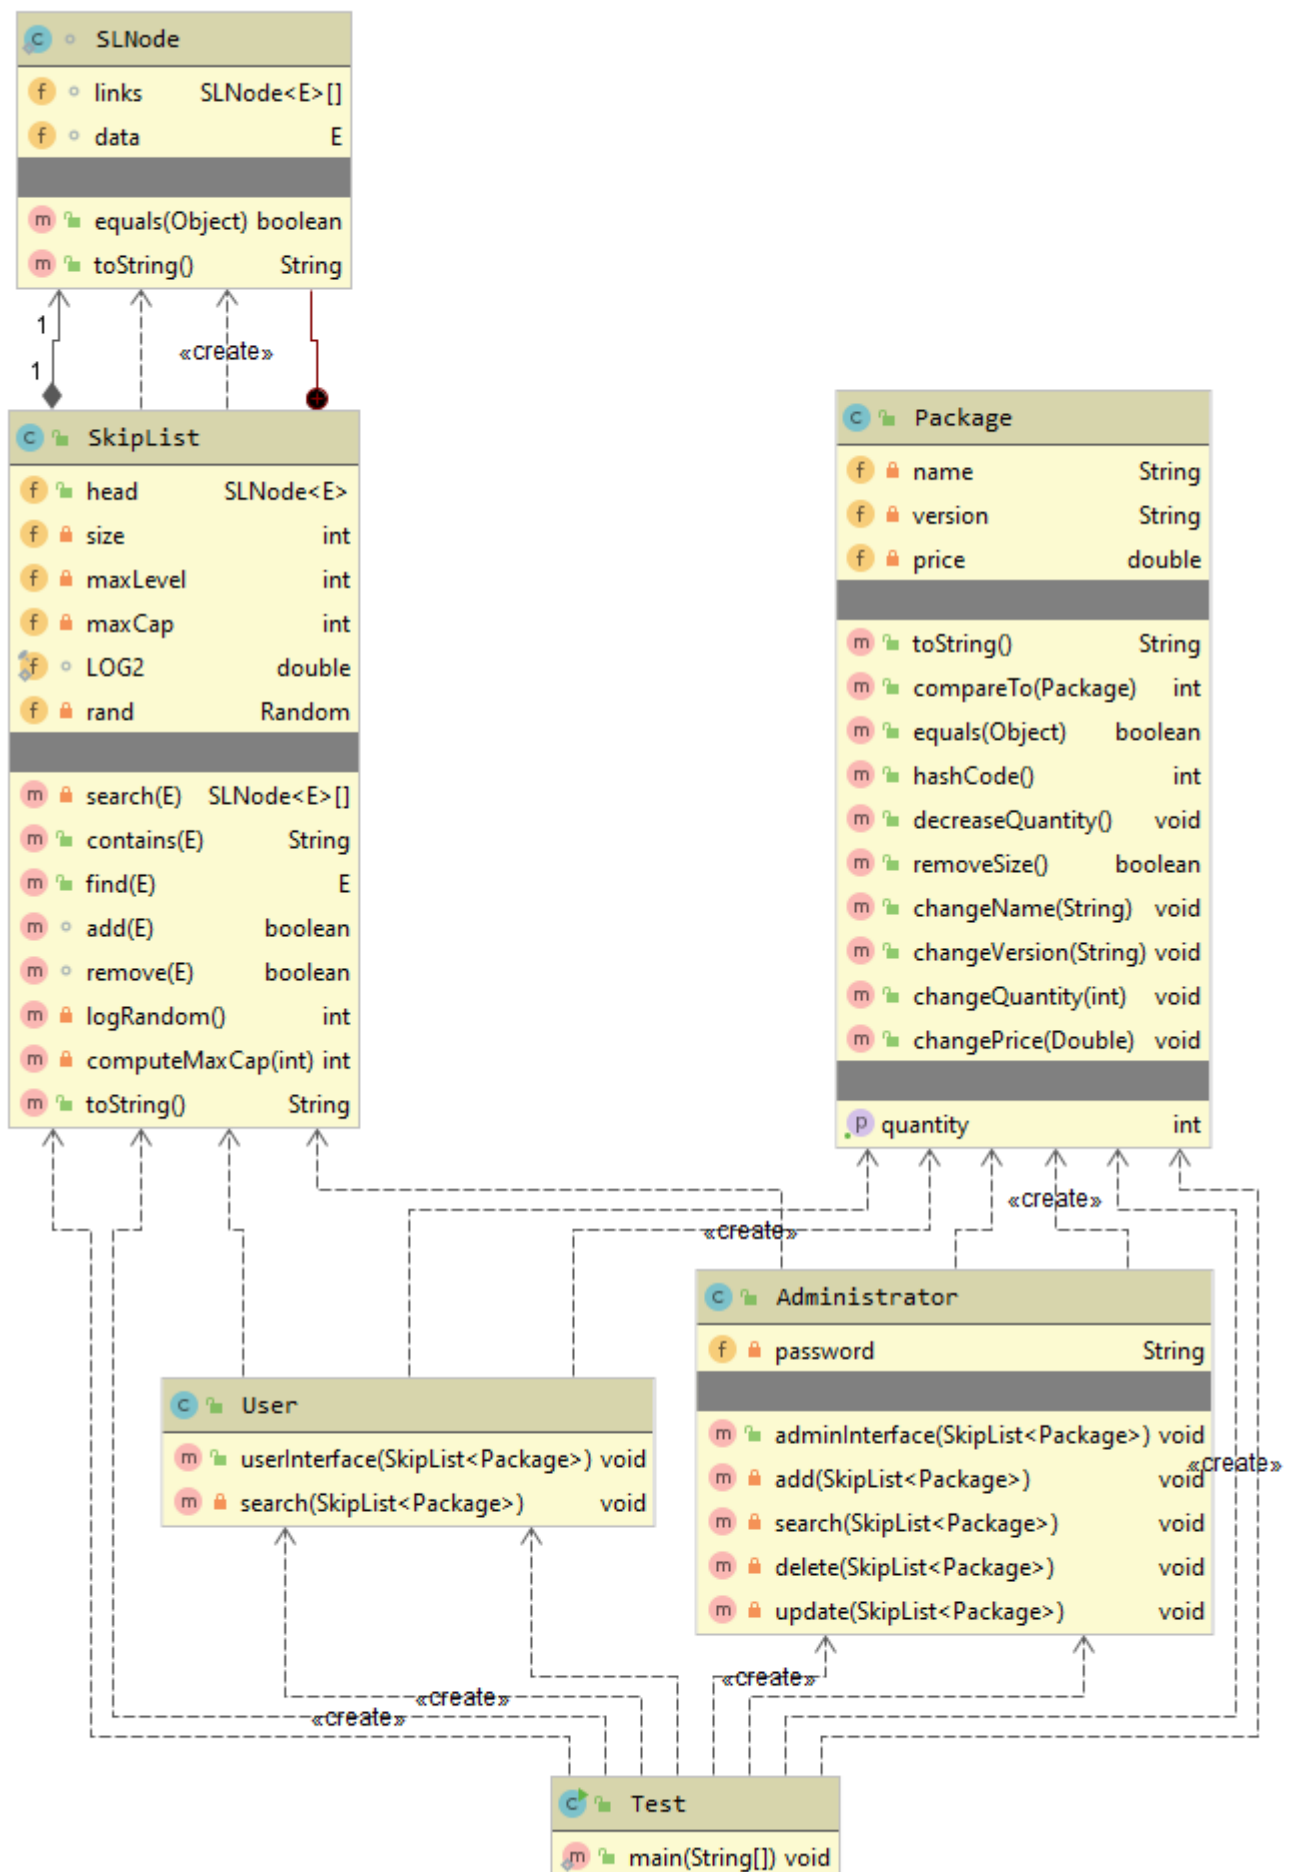 SLNode
links SLNode<E>[]
data E
equals(Object) boolean
toString() String
1
«create»
1
SkipList
head SLNode<E>
size int
maxLevel int
maxCap int
LOG2 double
rand Random
search(E) SLNode<E>[]
contains(E) String
find(E) E
add(E) boolean
remove(E) boolean
logRandom() int
computeMaxCap(int) int
toString() String
Package
name String
version String
price double
toString() String
compareTo(Package) int
equals(Object) boolean
hashCode() int
decreaseQuantity() void
removeSize() boolean
changeName(String) void
changeVersion(String) void
changeQuantity(int) void
changePrice(Double) void
quantity int
«create»
«create»
Administrator
password String
adminInterface(SkipList<Package>) void
add(SkipList<Package>) void
search(SkipList<Package>) void
delete(SkipList<Package>) void
update(SkipList<Package>) void
«create»
User
userInterface(SkipList<Package>) void
search(SkipList<Package>) void
«create»
«create»
«create»
Test
main(String[]) void